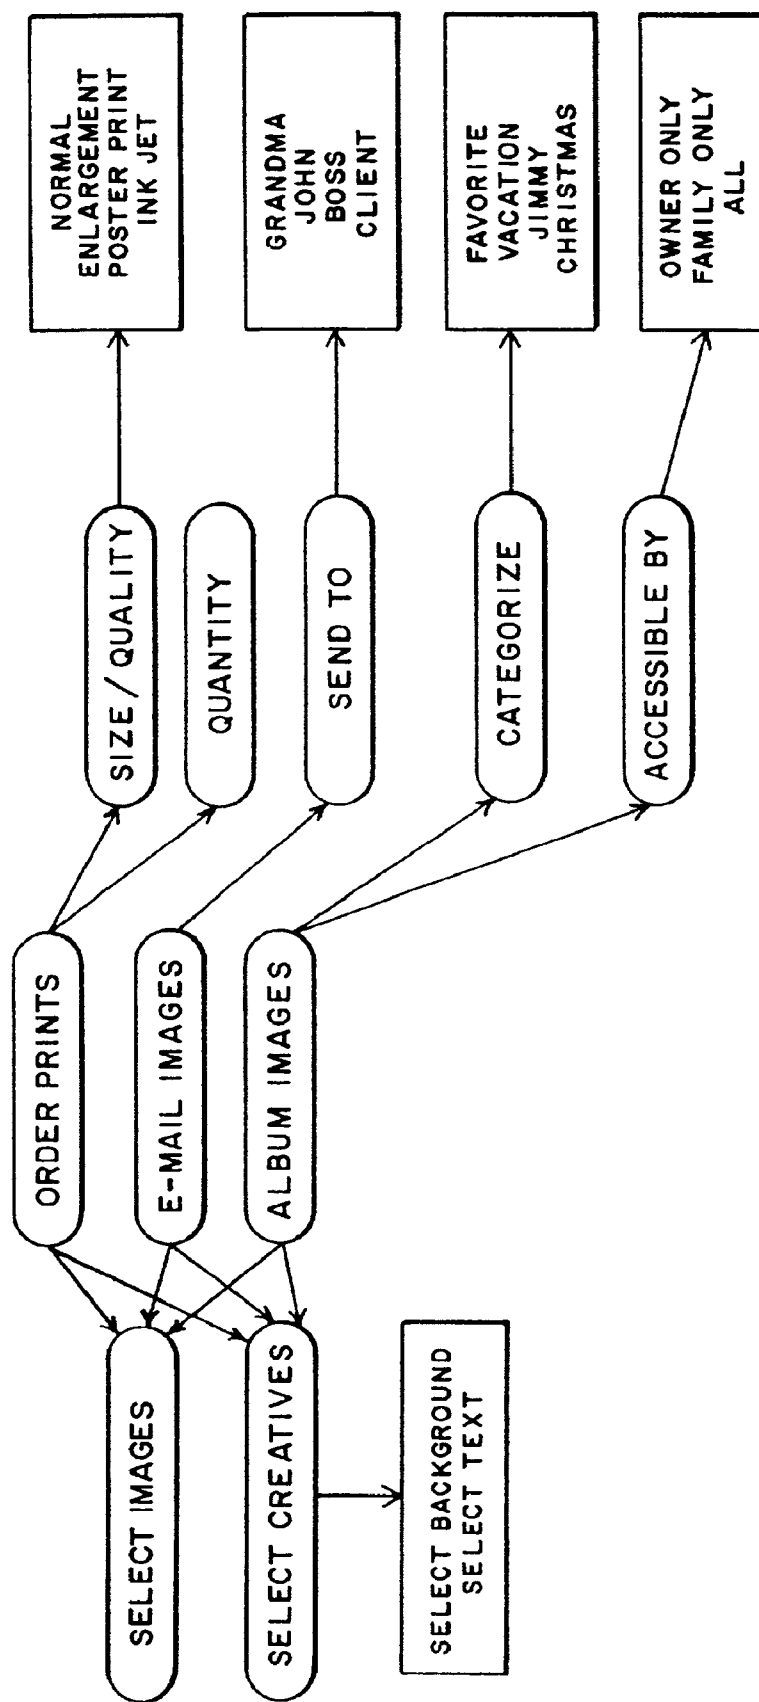 SELECT IMAGES
SELECT CREATIVES
SELECT BACKGROUND
SELECT TEXT
ORDER PRINTS
E-MAIL IMAGES
ALBUM IMAGES
SIZE/QUALITY
QUANTITY
SEND TO
CATEGORIZE
ACCESSIBLE BY
NORMAL
ENLARGEMENT
POSTER PRINT
INK JET
GRANDMA
JOHN
BOSS
CLIENT
FAVORITE
VACATION
JIMMY
CHRISTMAS
OWNER ONLY
FAMILY ONLY
ALL